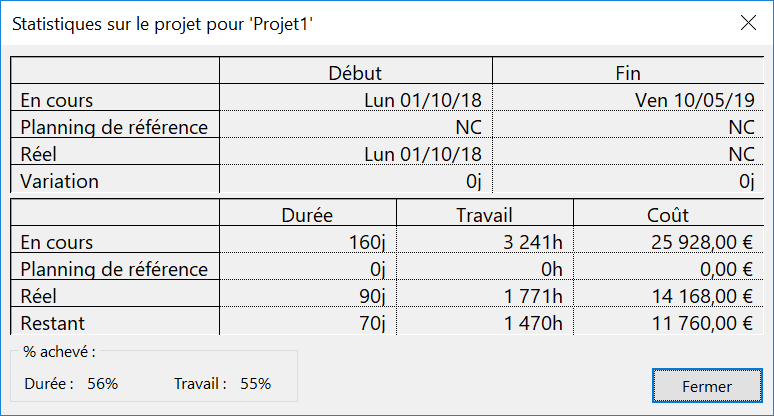 Statistiques sur le projet pour 'Projet1'
Début Fin
En cours Lun 01/10/18 Ven 10/05/19
Planning de référence NC NC
Réel Lun 01/10/18 NC
Variation 0j 0j
Durée Travail Coût
En cours 160j 3 241h 25 928,00 €
Planning de référence 0j 0h 0,00 €
Réel 90j 1 771h 14 168,00 €
Restant 70j 1 470h 11 760,00 €
% achevé :
Durée : 56% Travail : 55% Fermer